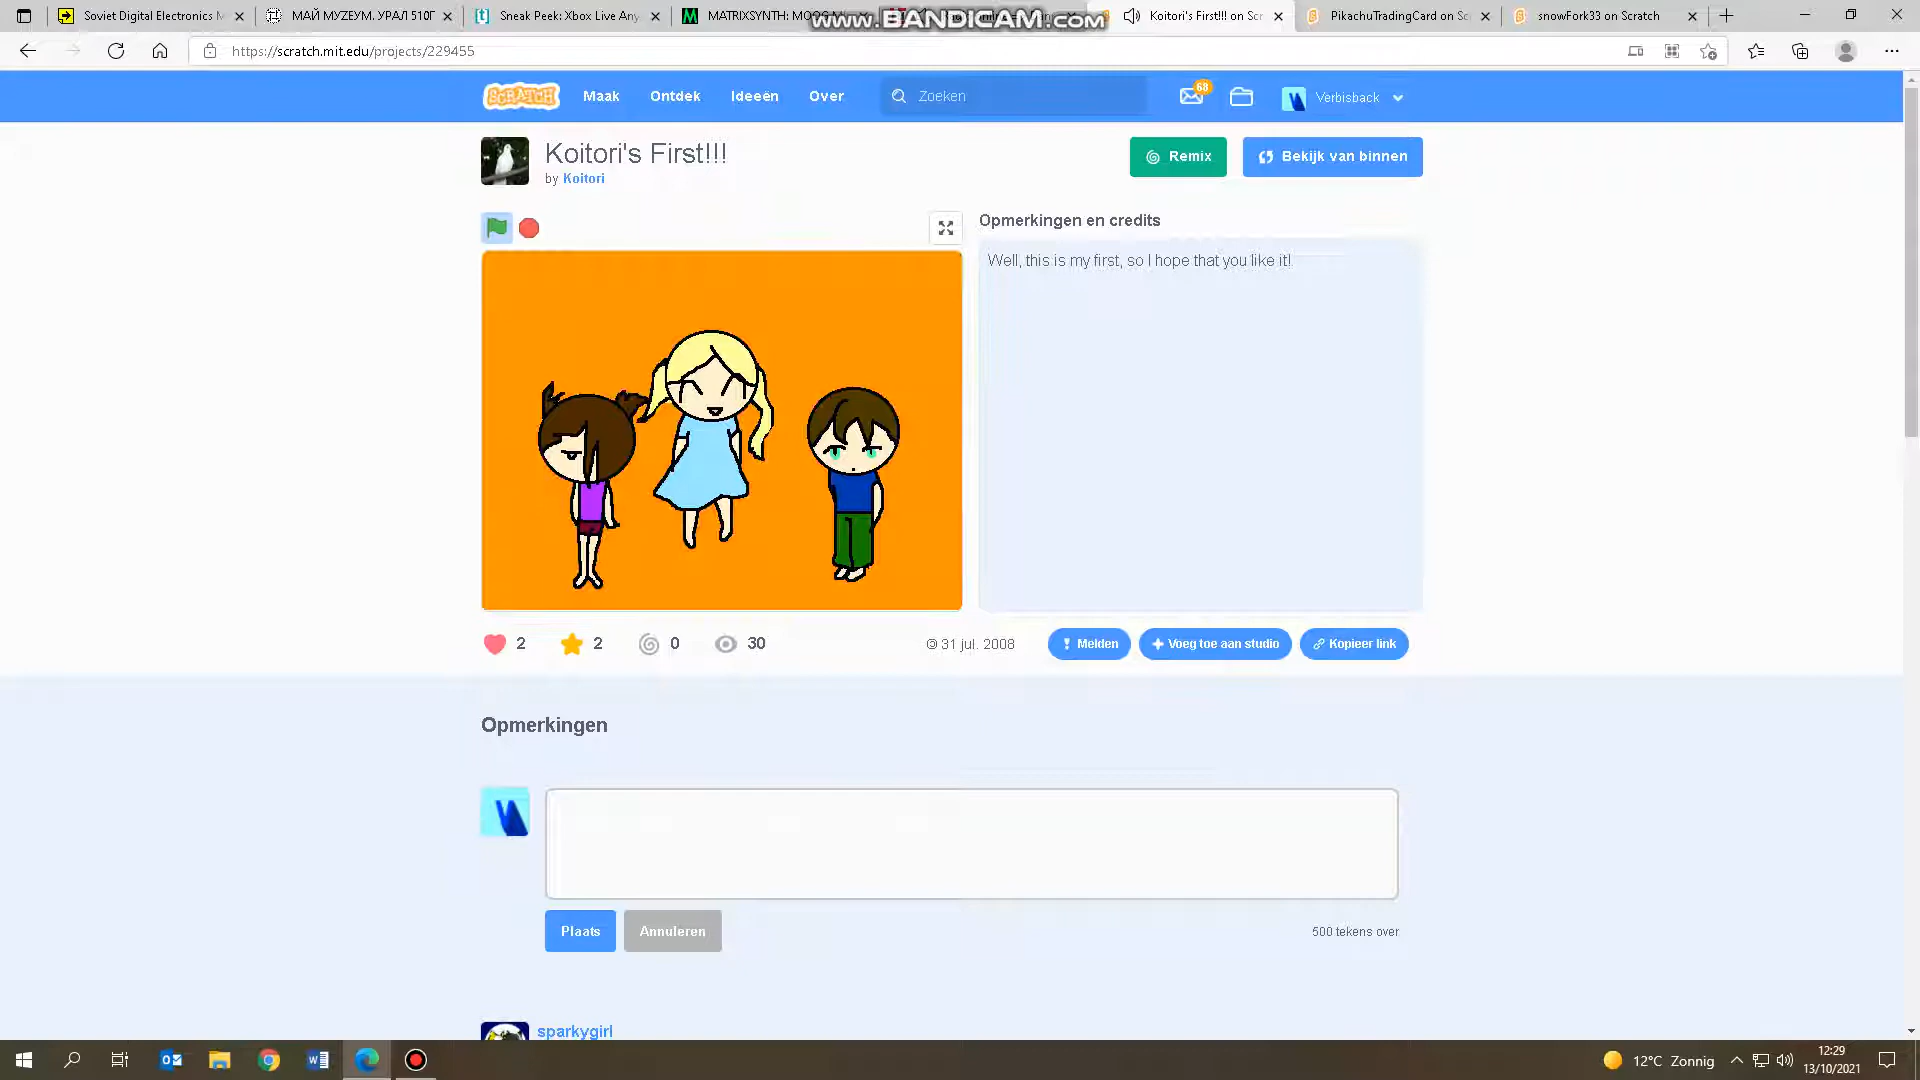 Soviet Digital Electronics M
МАЙ МУZЕУМ. УРАЛ 510Г
Sneak Peek: Xbox Live Any
MATRIXSYNTH: MOOG M
www.BANDICAM.com
Koitori's First!!! on Scr
PikachuTradingCard on Sc
snowFork33 on Scratch
https://scratch.mit.edu/projects/229455
SCRATCH
Maak
Ontdek
Ideeën
Over
Zoeken
68
Verbisback
Koitori's First!!!
by Koitori
Remix
Bekijk van binnen
Opmerkingen en credits
Well, this is my first, so I hope that you like it!
2
2
0
30
© 31 jul. 2008
Melden
Voeg toe aan studio
Kopieer link
Opmerkingen
Plaats
Annuleren
500 tekens over
sparkygirl
12°C Zonnig
12:29
13/10/2021